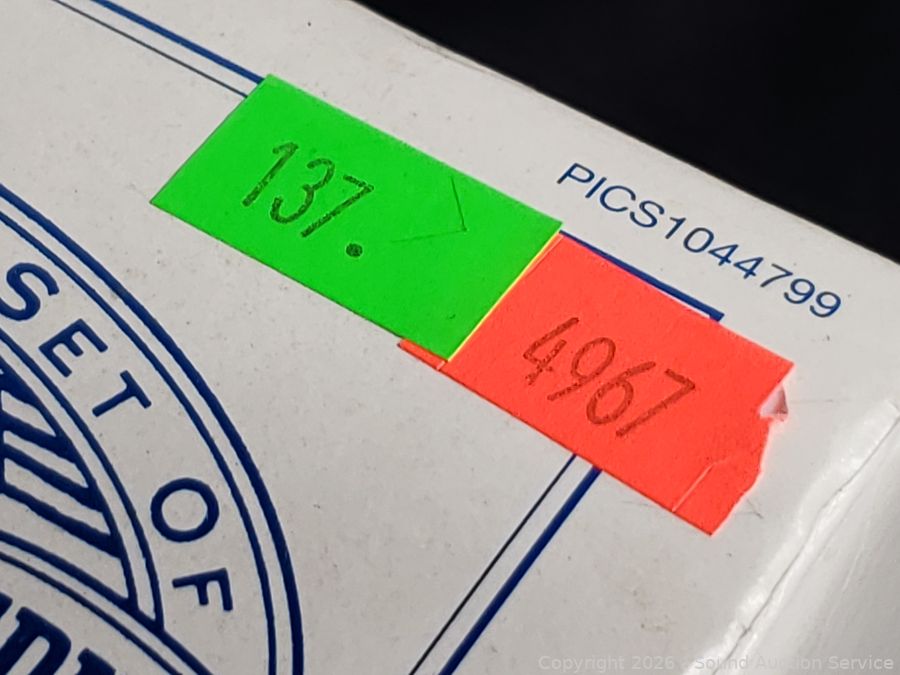 137.
PICS1044799
4967
SET OF
Copyright 2026 - Sound Auction Service